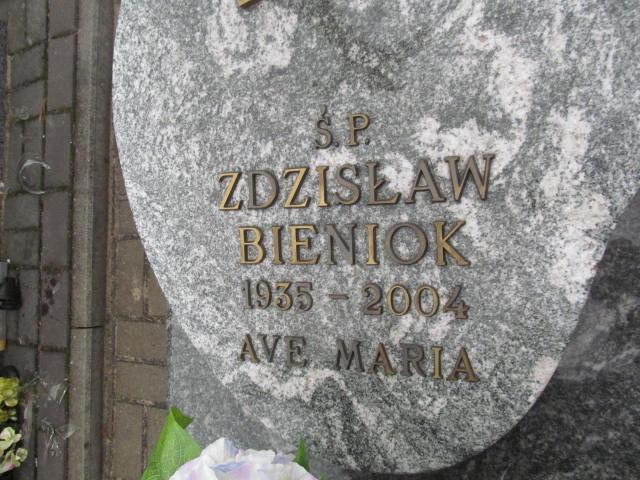 Ś.P.
ZDZISŁAW
BIENIOK
1935 - 2004
AVE MARIA